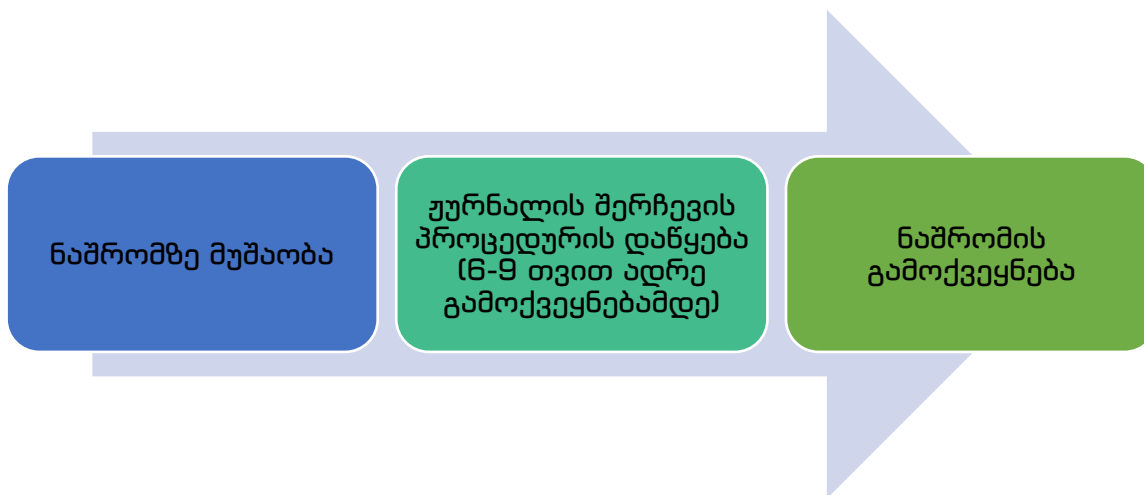 ნაშრომზე მუშაობა
ჟურნალის შერჩევის
პროცედურის დაწყება
(6-9 თვით ადრე
გამოქვეყნებამდე)
ნაშრომის
გამოქვეყნება